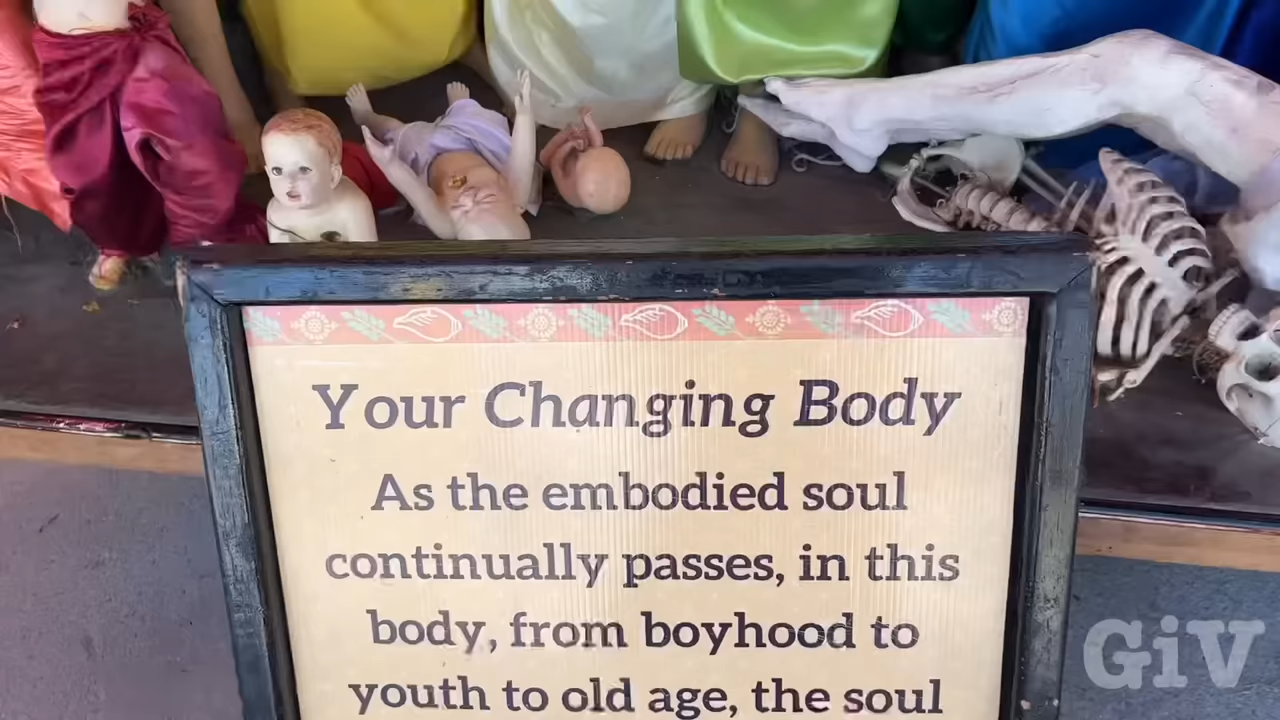 Your Changing Body
As the embodied soul
continually passes, in this
body, from boyhood to
youth to old age, the soul
GiV